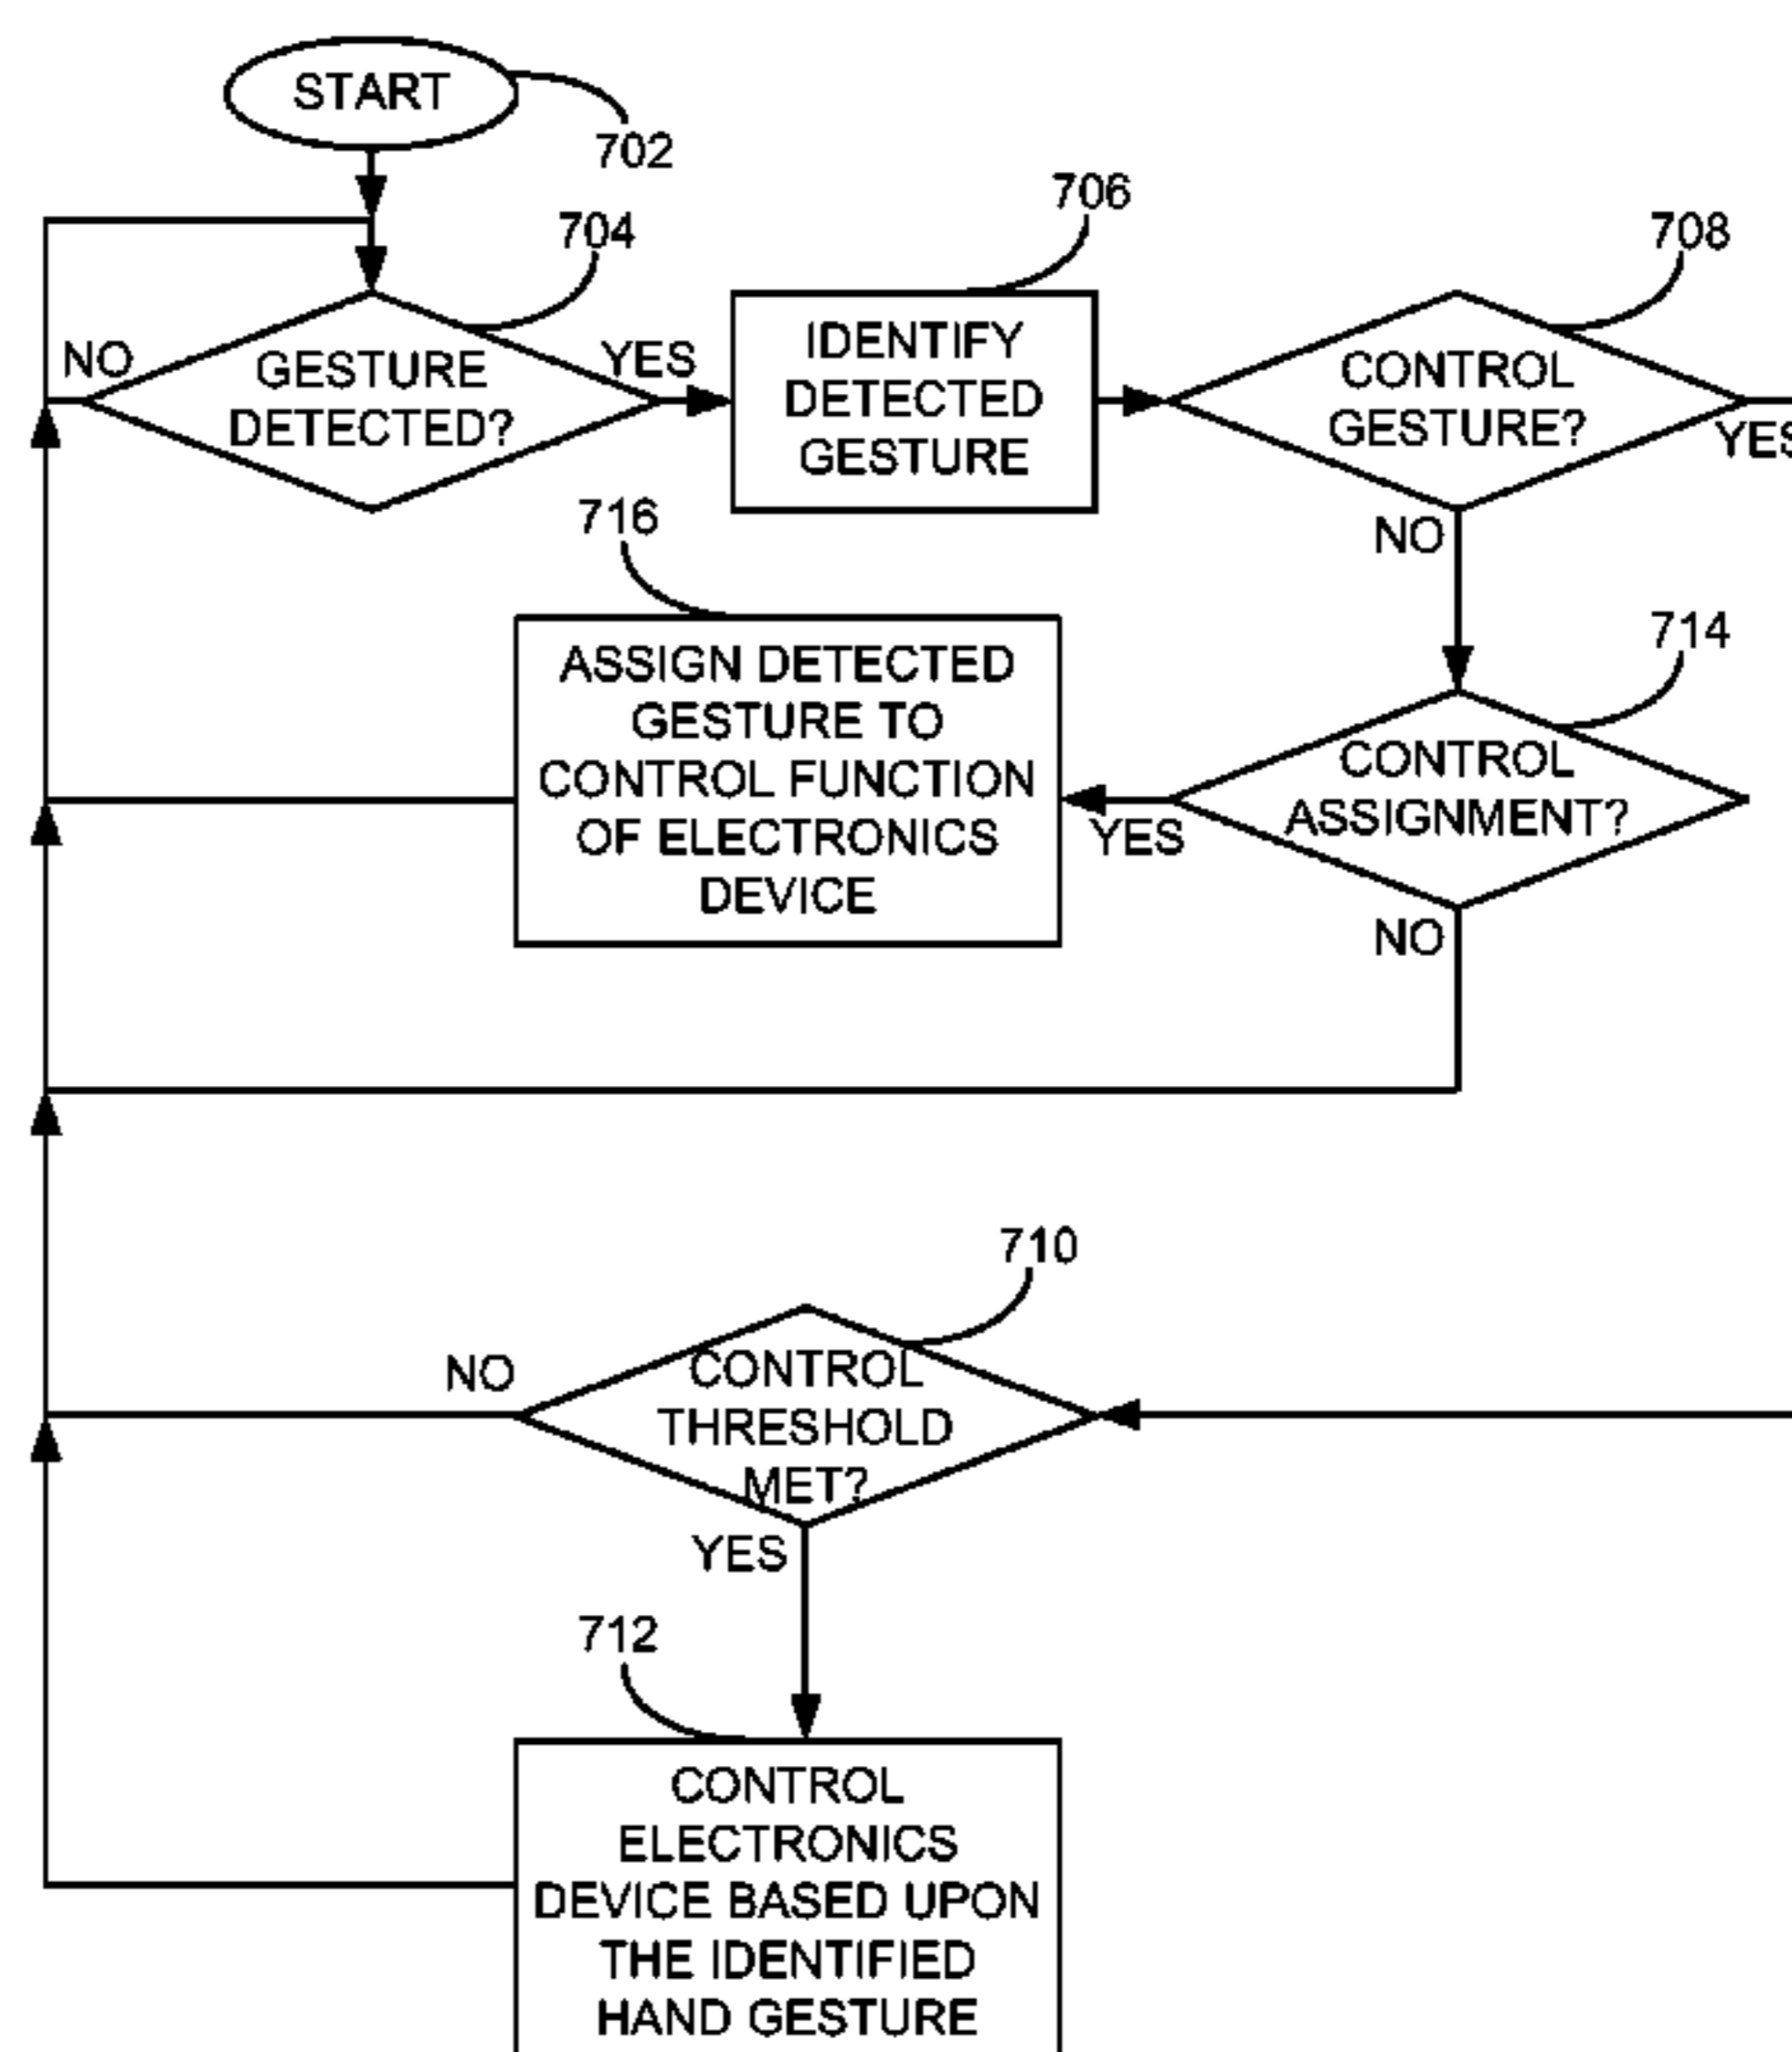 START
702
704
706
708
NO
GESTURE
DETECTED?
YES
IDENTIFY
DETECTED
GESTURE
CONTROL
GESTURE?
YES
NO
716
714
ASSIGN DETECTED
GESTURE TO
CONTROL FUNCTION
OF ELECTRONICS
DEVICE
YES
CONTROL
ASSIGNMENT?
NO
710
NO
CONTROL
THRESHOLD
MET?
YES
712
CONTROL
ELECTRONICS
DEVICE BASED UPON
THE IDENTIFIED
HAND GESTURE